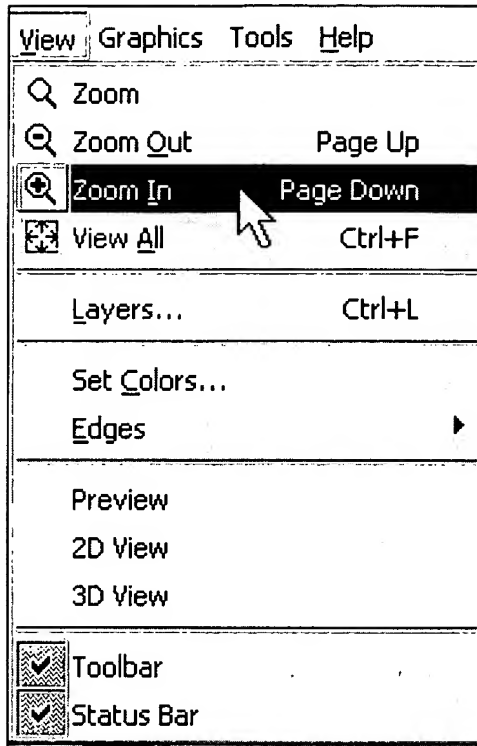 View Graphics Tools Help
Zoom
Zoom Out Page Up
Zoom In Page Down
View All Ctrl+F
Layers... Ctrl+L
Set Colors...
Edges
Preview
2D View
3D View
Toolbar
Status Bar